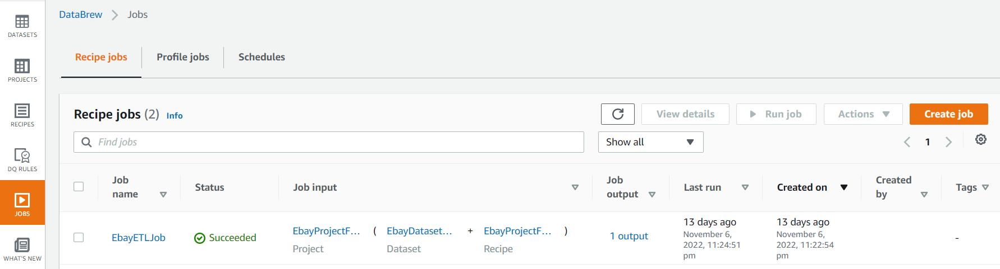 DataBrew > Jobs
DATASETS
PROJECTS
RECIPES
DQ RULES
JOBS
WHAT'S NEW
Recipe jobs
Profile jobs
Schedules
Recipe jobs (2) Info
View details
Run job
Actions
Create job
Find jobs
Show all
1
Job name
Status
Job input
Job output
Last run
Created on
Created by
Tags
EbayETLJob
Succeeded
EbayProjectF... ( EbayDataset... + EbayProjectF... )
Project Dataset Recipe
1 output
13 days ago
November 6,
2022, 11:24:51
pm
13 days ago
November 6,
2022, 11:22:54
pm
-